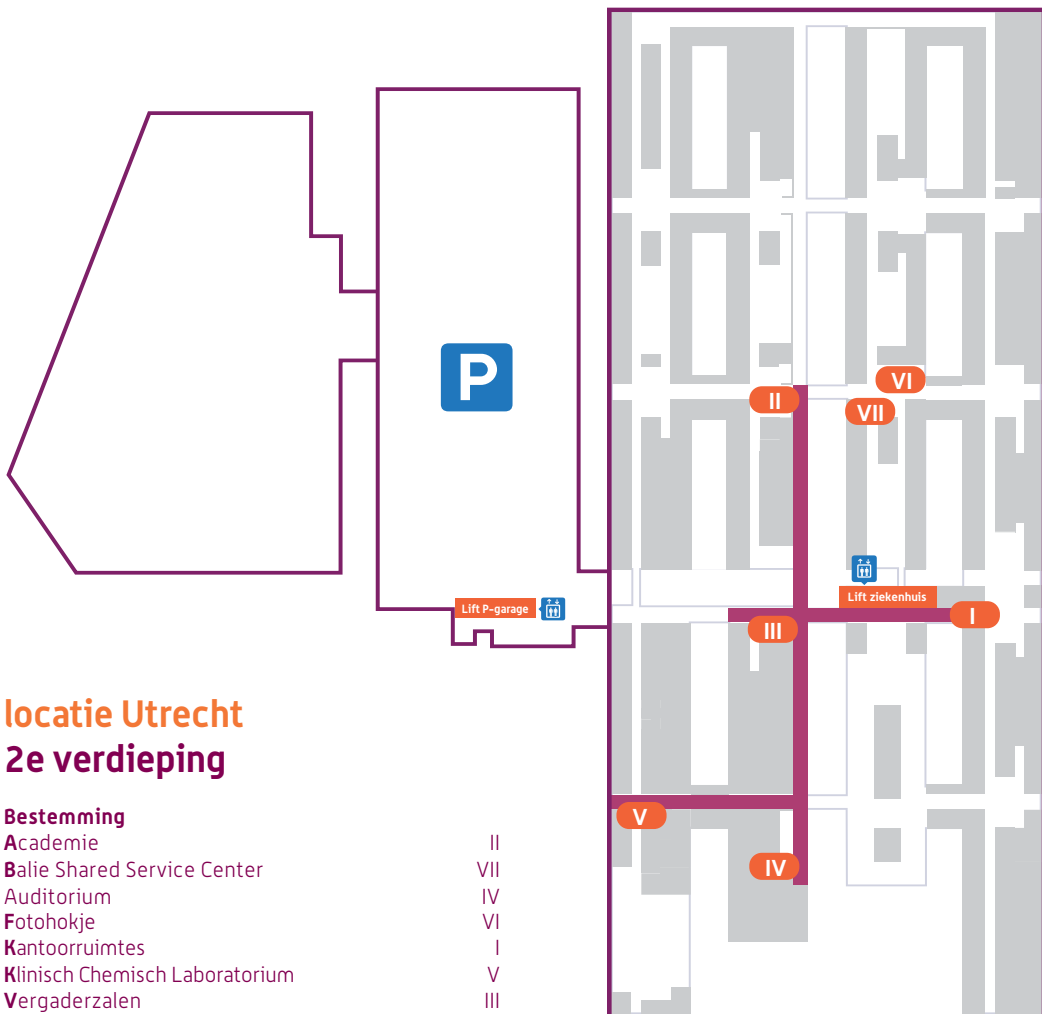 P
II
VI
VII
Lift ziekenhuis
Lift P-garage
I
III
V
IV
locatie Utrecht
2e verdieping
Bestemming
Academie II
Balie Shared Service Center VII
Auditorium IV
Fotohokje VI
Kantoorruimtes I
Klinisch Chemisch Laboratorium V
Vergaderzalen III